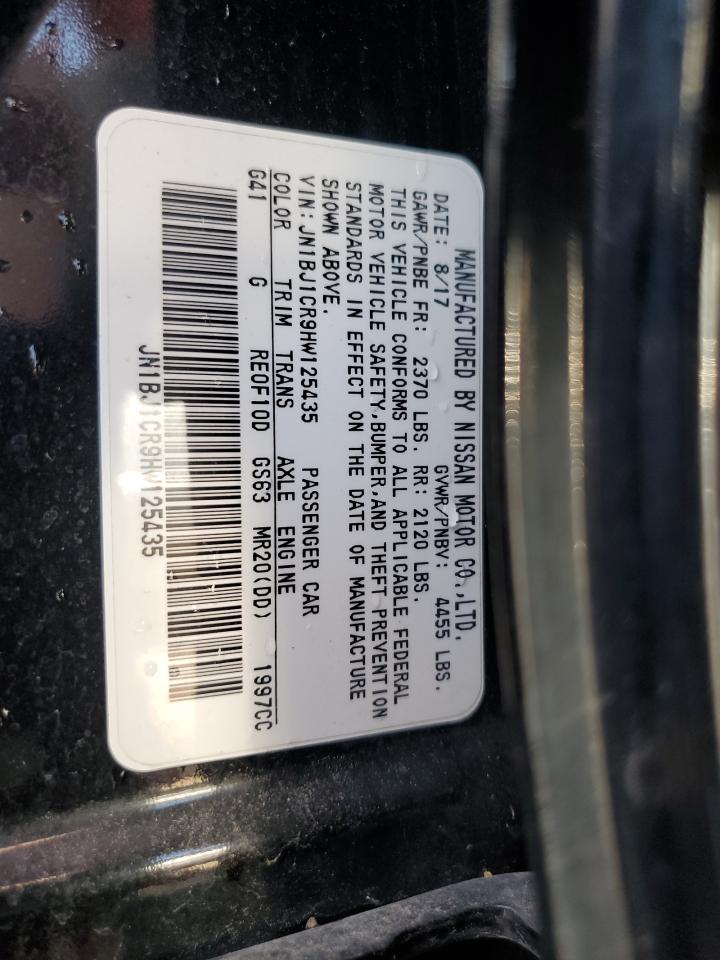 MANUFACTURED BY NISSAN MOTOR CO.,LTD.
DATE: 8/17 GVWR/PNBV: 4455 LBS.
GAWR/PNBE FR: 2370 LBS. RR: 2120 LBS.
THIS VEHICLE CONFORMS TO ALL APPLICABLE FEDERAL
MOTOR VEHICLE SAFETY,BUMPER,AND THEFT PREVENTION
STANDARDS IN EFFECT ON THE DATE OF MANUFACTURE
SHOWN ABOVE.
VIN:JN1BJ1CR9HW125435 PASSENGER CAR
COLOR TRIM TRANS AXLE ENGINE
G41 G RE0F10D GS63 MR20(DD) 1997CC
JN1BJ1CR9HW125435